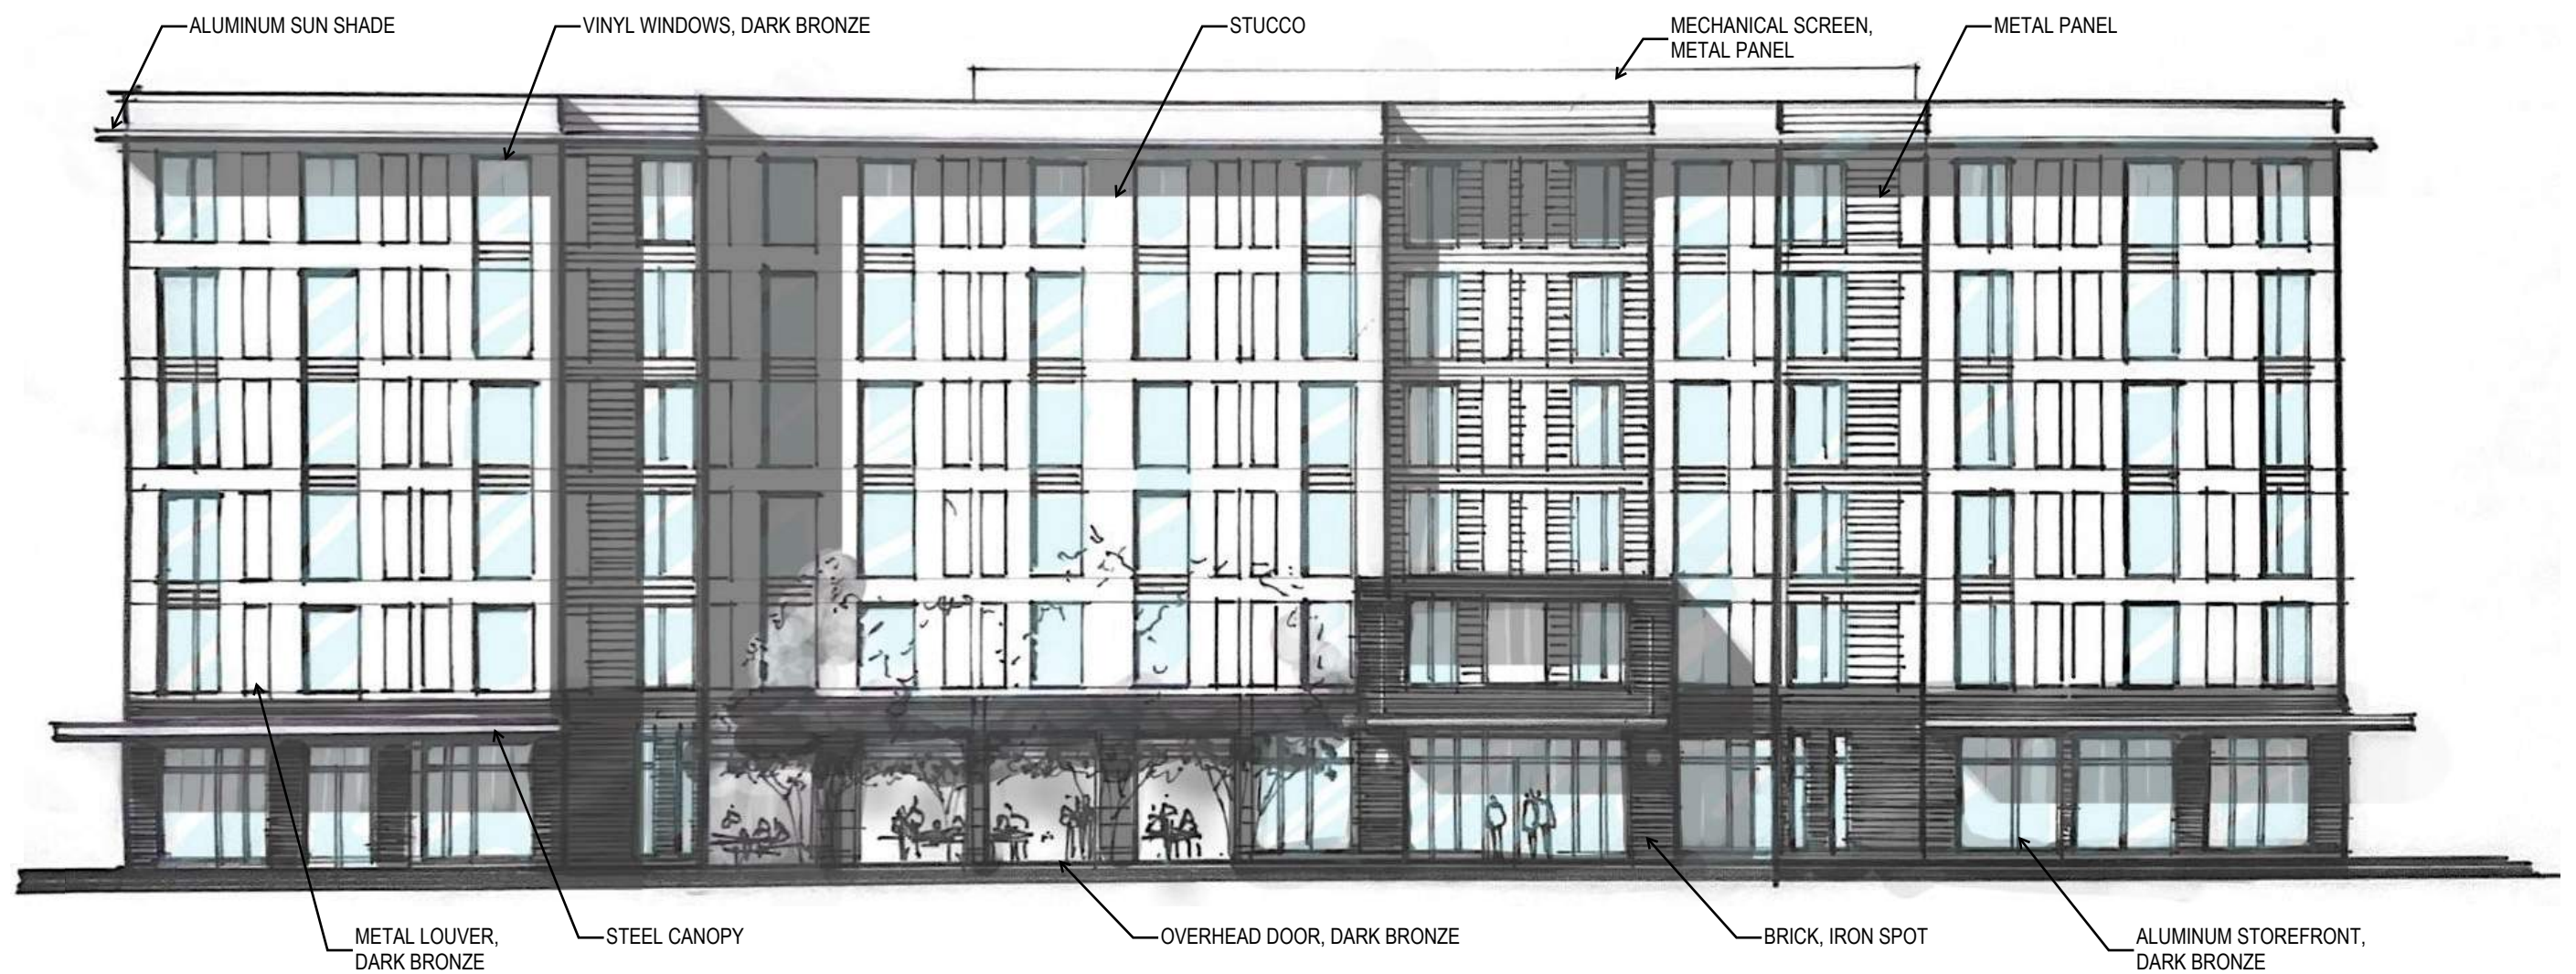 ALUMINUM SUN SHADE
VINYL WINDOWS, DARK BRONZE
STUCCO
MECHANICAL SCREEN,
METAL PANEL
METAL PANEL
METAL LOUVER,
DARK BRONZE
STEEL CANOPY
OVERHEAD DOOR, DARK BRONZE
BRICK, IRON SPOT
ALUMINUM STOREFRONT,
DARK BRONZE